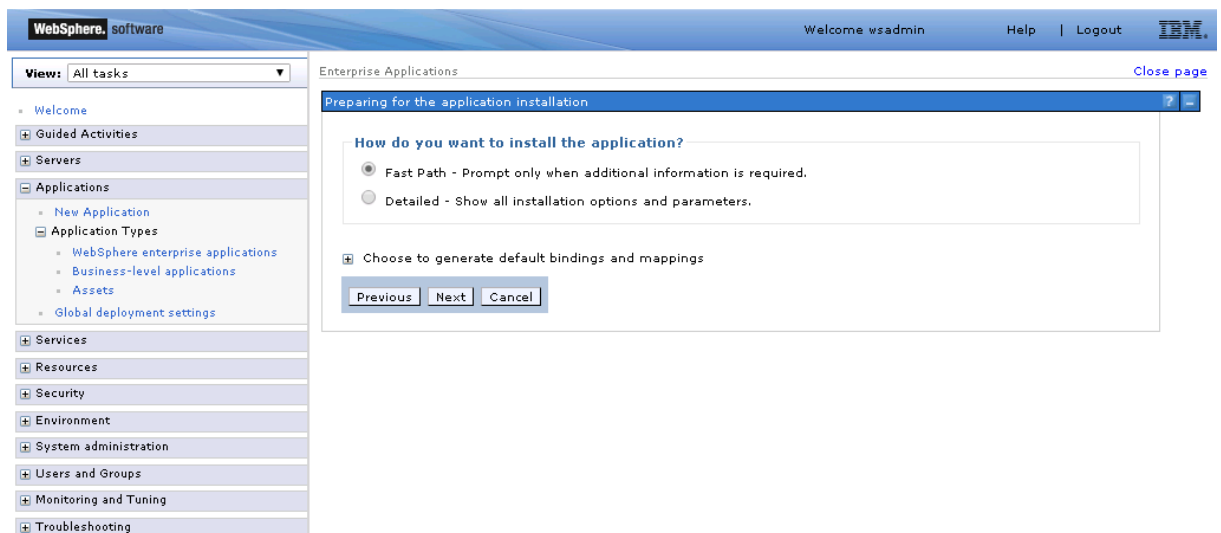 WebSphere. software Welcome wsadmin Help | Logout IBM.
View: All tasks
Enterprise Applications Close page
Welcome
Guided Activities
Servers
Applications
New Application
Application Types
WebSphere enterprise applications
Business-level applications
Assets
Global deployment settings
Services
Resources
Security
Environment
System administration
Users and Groups
Monitoring and Tuning
Troubleshooting
Preparing for the application installation ?
How do you want to install the application?
Fast Path - Prompt only when additional information is required.
Detailed - Show all installation options and parameters.
Choose to generate default bindings and mappings
Previous Next Cancel